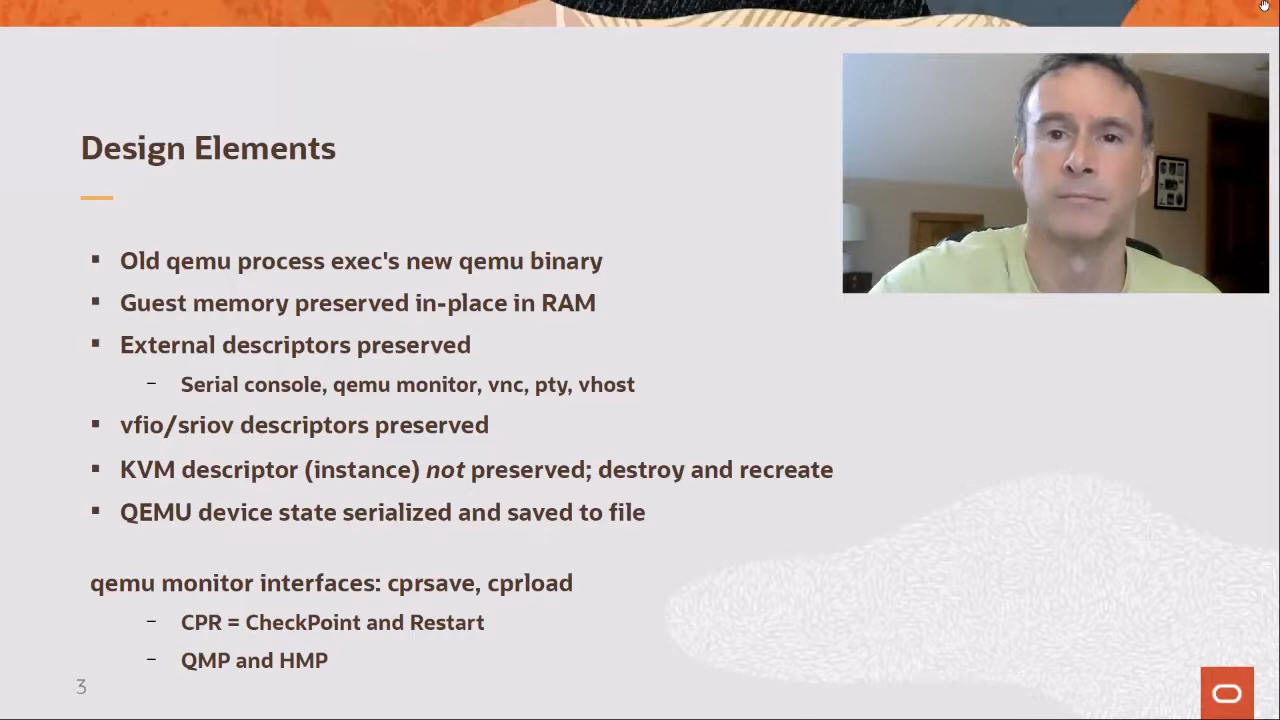 Design Elements
▪ Old qemu process exec's new qemu binary
▪ Guest memory preserved in-place in RAM
▪ External descriptors preserved
– Serial console, qemu monitor, vnc, pty, vhost
▪ vfio/sriov descriptors preserved
▪ KVM descriptor (instance) not preserved; destroy and recreate
▪ QEMU device state serialized and saved to file
qemu monitor interfaces: cprsave, cprload
– CPR = CheckPoint and Restart
– QMP and HMP
3